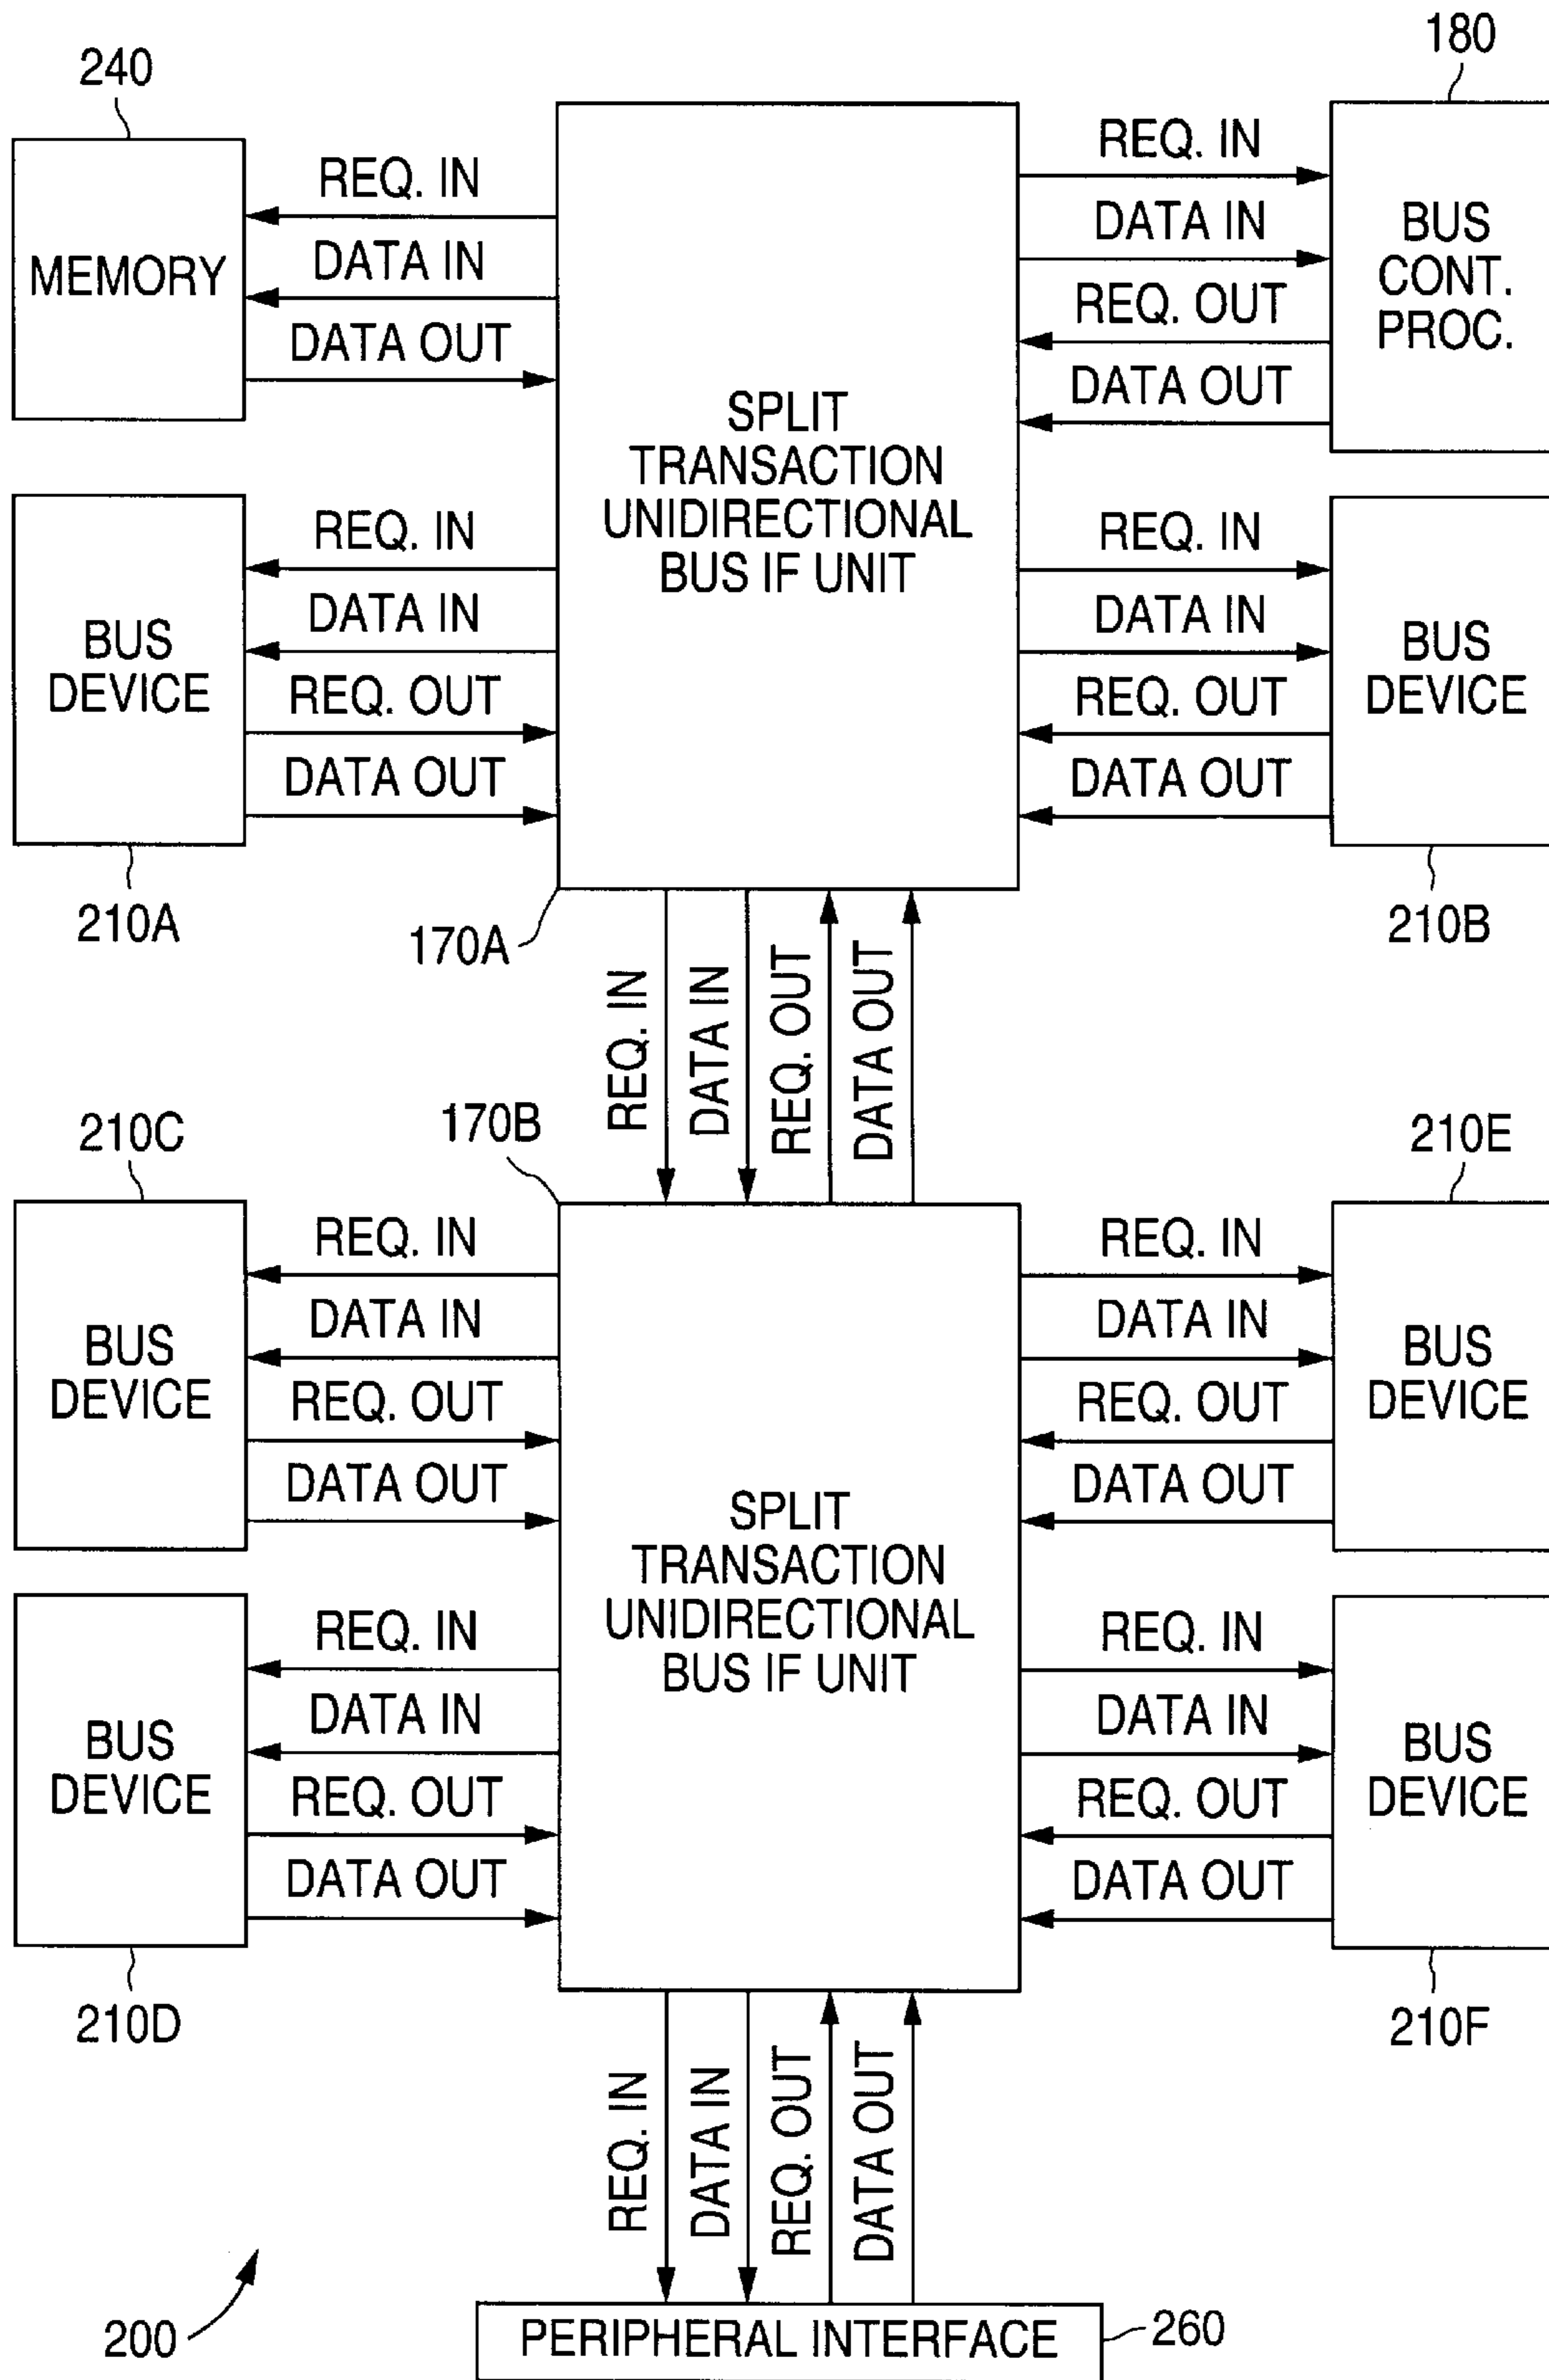 240
180
REQ. IN
DATA IN
DATA OUT
MEMORY
SPLIT
TRANSACTION
UNIDIRECTIONAL
BUS IF UNIT
REQ. IN
DATA IN
REQ. OUT
DATA OUT
BUS
CONT.
PROC.
BUS
DEVICE
REQ. IN
DATA IN
REQ. OUT
DATA OUT
REQ. IN
DATA IN
REQ. OUT
DATA OUT
BUS
DEVICE
210A
170A
210B
REQ. IN
DATA IN
REQ. OUT
DATA OUT
210C
170B
210E
BUS
DEVICE
REQ. IN
DATA IN
REQ. OUT
DATA OUT
SPLIT
TRANSACTION
UNIDIRECTIONAL
BUS IF UNIT
REQ. IN
DATA IN
REQ. OUT
DATA OUT
BUS
DEVICE
BUS
DEVICE
REQ. IN
DATA IN
REQ. OUT
DATA OUT
REQ. IN
DATA IN
REQ. OUT
DATA OUT
BUS
DEVICE
210D
210F
REQ. IN
DATA IN
REQ. OUT
DATA OUT
200
PERIPHERAL INTERFACE
260